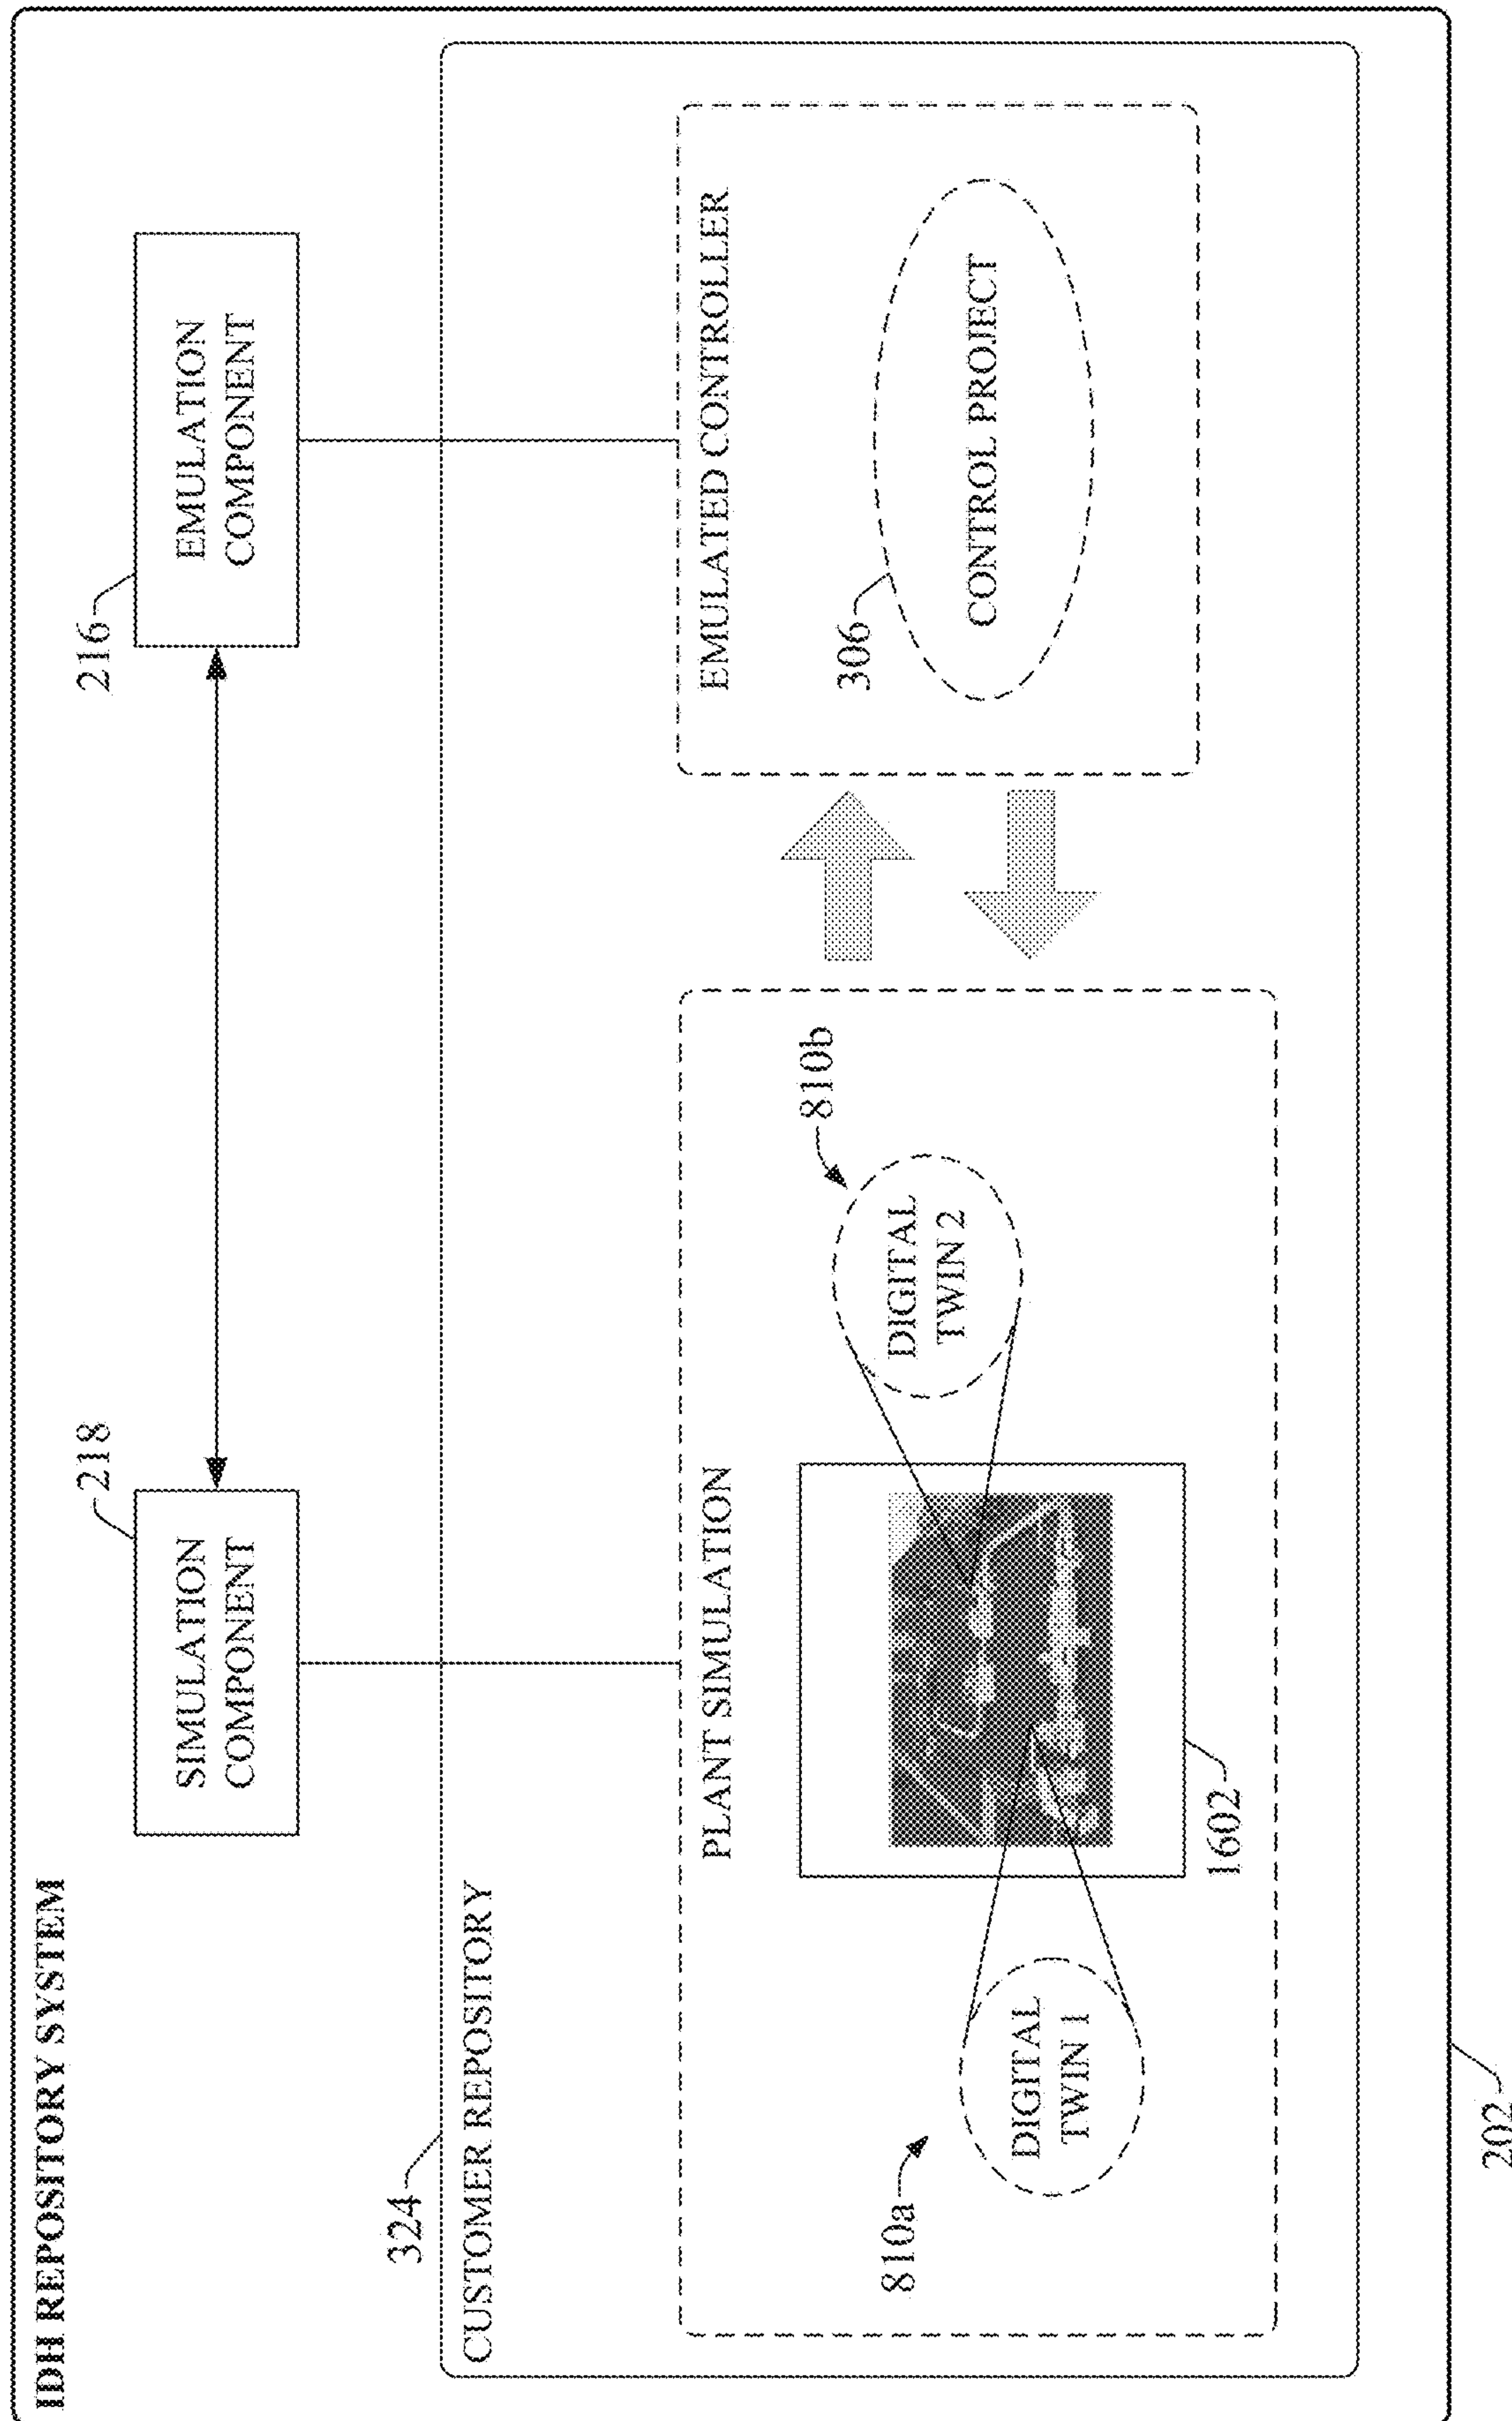 IDH REPOSITORY SYSTEM
218
SIMULATION
COMPONENT
216
EMULATION
COMPONENT
324
CUSTOMER REPOSITORY
PLANT SIMULATION
810a
DIGITAL
TWIN 1
1602
810b
DIGITAL
TWIN 2
EMULATED CONTROLLER
306
CONTROL PROJECT
202